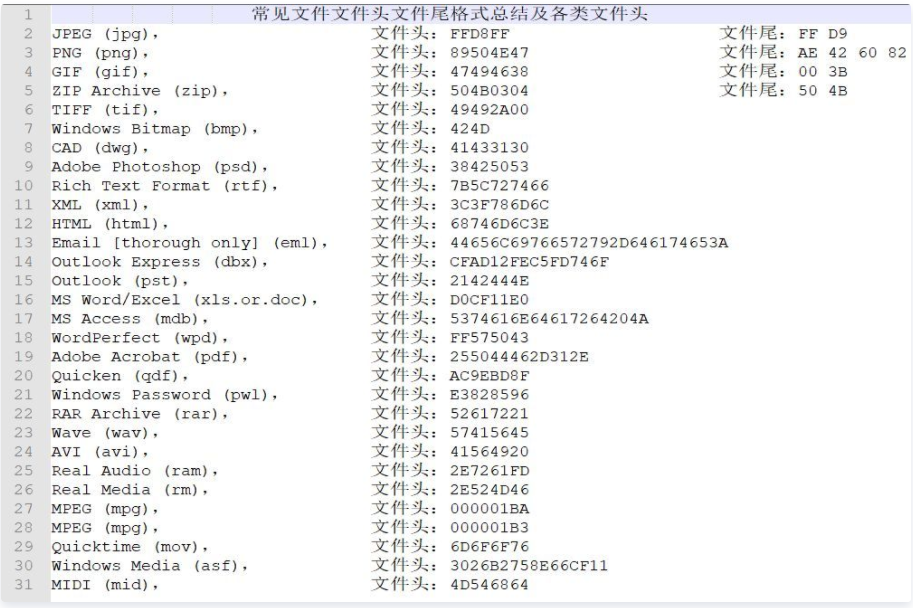 1 常见文件文件头文件尾格式总结及各类文件头
2 JPEG (jpg)， 文件头：FFD8FF 文件尾：FF D9
3 PNG (png)， 文件头：89504E47 文件尾：AE 42 60 82
4 GIF (gif)， 文件头：47494638 文件尾：00 3B
5 ZIP Archive (zip)， 文件头：504B0304 文件尾：50 4B
6 TIFF (tif)， 文件头：49492A00
7 Windows Bitmap (bmp)， 文件头：424D
8 CAD (dwg)， 文件头：41433130
9 Adobe Photoshop (psd)， 文件头：38425053
10 Rich Text Format (rtf)， 文件头：7B5C727466
11 XML (xml)， 文件头：3C3F786D6C
12 HTML (html)， 文件头：68746D6C3E
13 Email [thorough only] (eml)， 文件头：44656C69766572792D646174653A
14 Outlook Express (dbx)， 文件头：CFAD12FEC5FD746F
15 Outlook (pst)， 文件头：2142444E
16 MS Word/Excel (xls.or.doc)， 文件头：D0CF11E0
17 MS Access (mdb)， 文件头：5374616E64617264204A
18 WordPerfect (wpd)， 文件头：FF575043
19 Adobe Acrobat (pdf)， 文件头：255044462D312E
20 Quicken (qdf)， 文件头：AC9EBD8F
21 Windows Password (pwl)， 文件头：E3828596
22 RAR Archive (rar)， 文件头：52617221
23 Wave (wav)， 文件头：57415645
24 AVI (avi)， 文件头：41564920
25 Real Audio (ram)， 文件头：2E7261FD
26 Real Media (rm)， 文件头：2E524D46
27 MPEG (mpg)， 文件头：000001BA
28 MPEG (mpg)， 文件头：000001B3
29 Quicktime (mov)， 文件头：6D6F6F76
30 Windows Media (asf)， 文件头：3026B2758E66CF11
31 MIDI (mid)， 文件头：4D546864